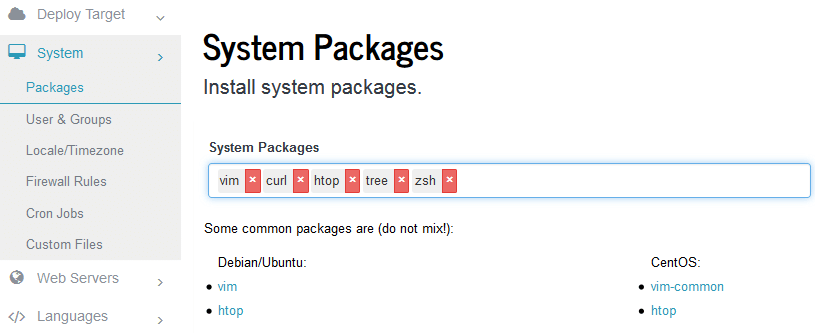 Deploy Target
System
Packages
User & Groups
Locale/Timezone
Firewall Rules
Cron Jobs
Custom Files
Web Servers
Languages
System Packages
Install system packages.
System Packages
vim × curl × htop × tree × zsh ×
Some common packages are (do not mix!):
Debian/Ubuntu:
• vim
• htop
CentOS:
• vim-common
• htop